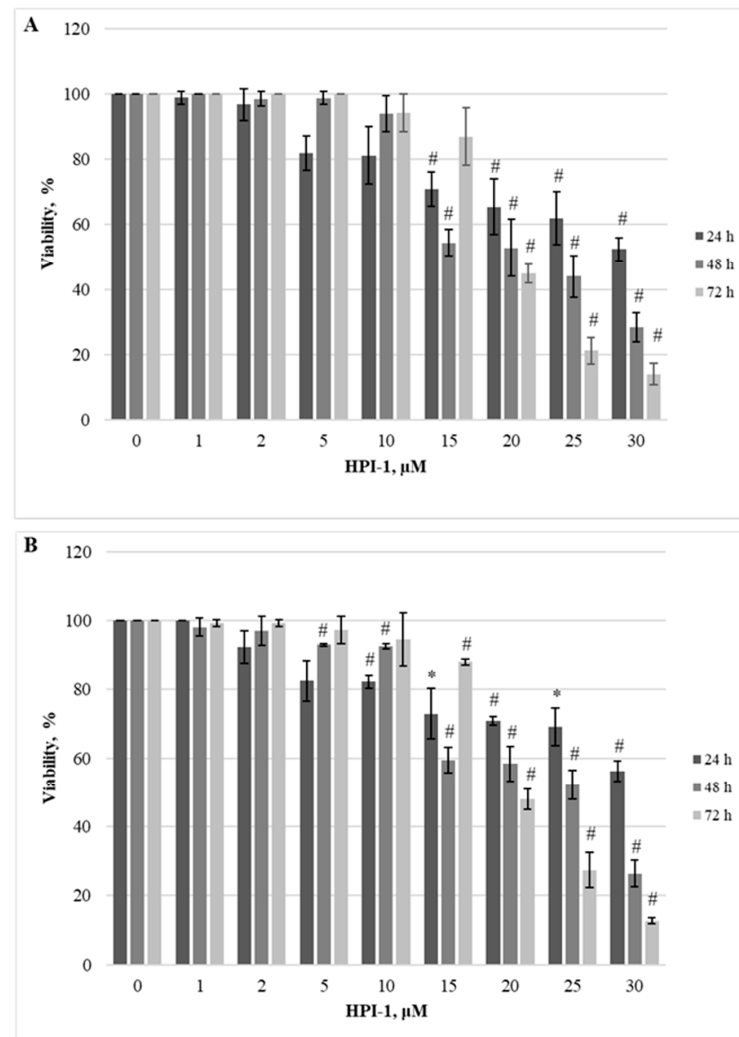 A
120
100
80
60
40
20
0
Viability, %
# # # # # # # # # # #
0 1 2 5 10 15 20 25 30
HPI-1, µM
24 h
48 h
72 h
B
120
100
80
60
40
20
0
Viability, %
# # # * # # # # # * # # # # #
0 1 2 5 10 15 20 25 30
HPI-1, µM
24 h
48 h
72 h